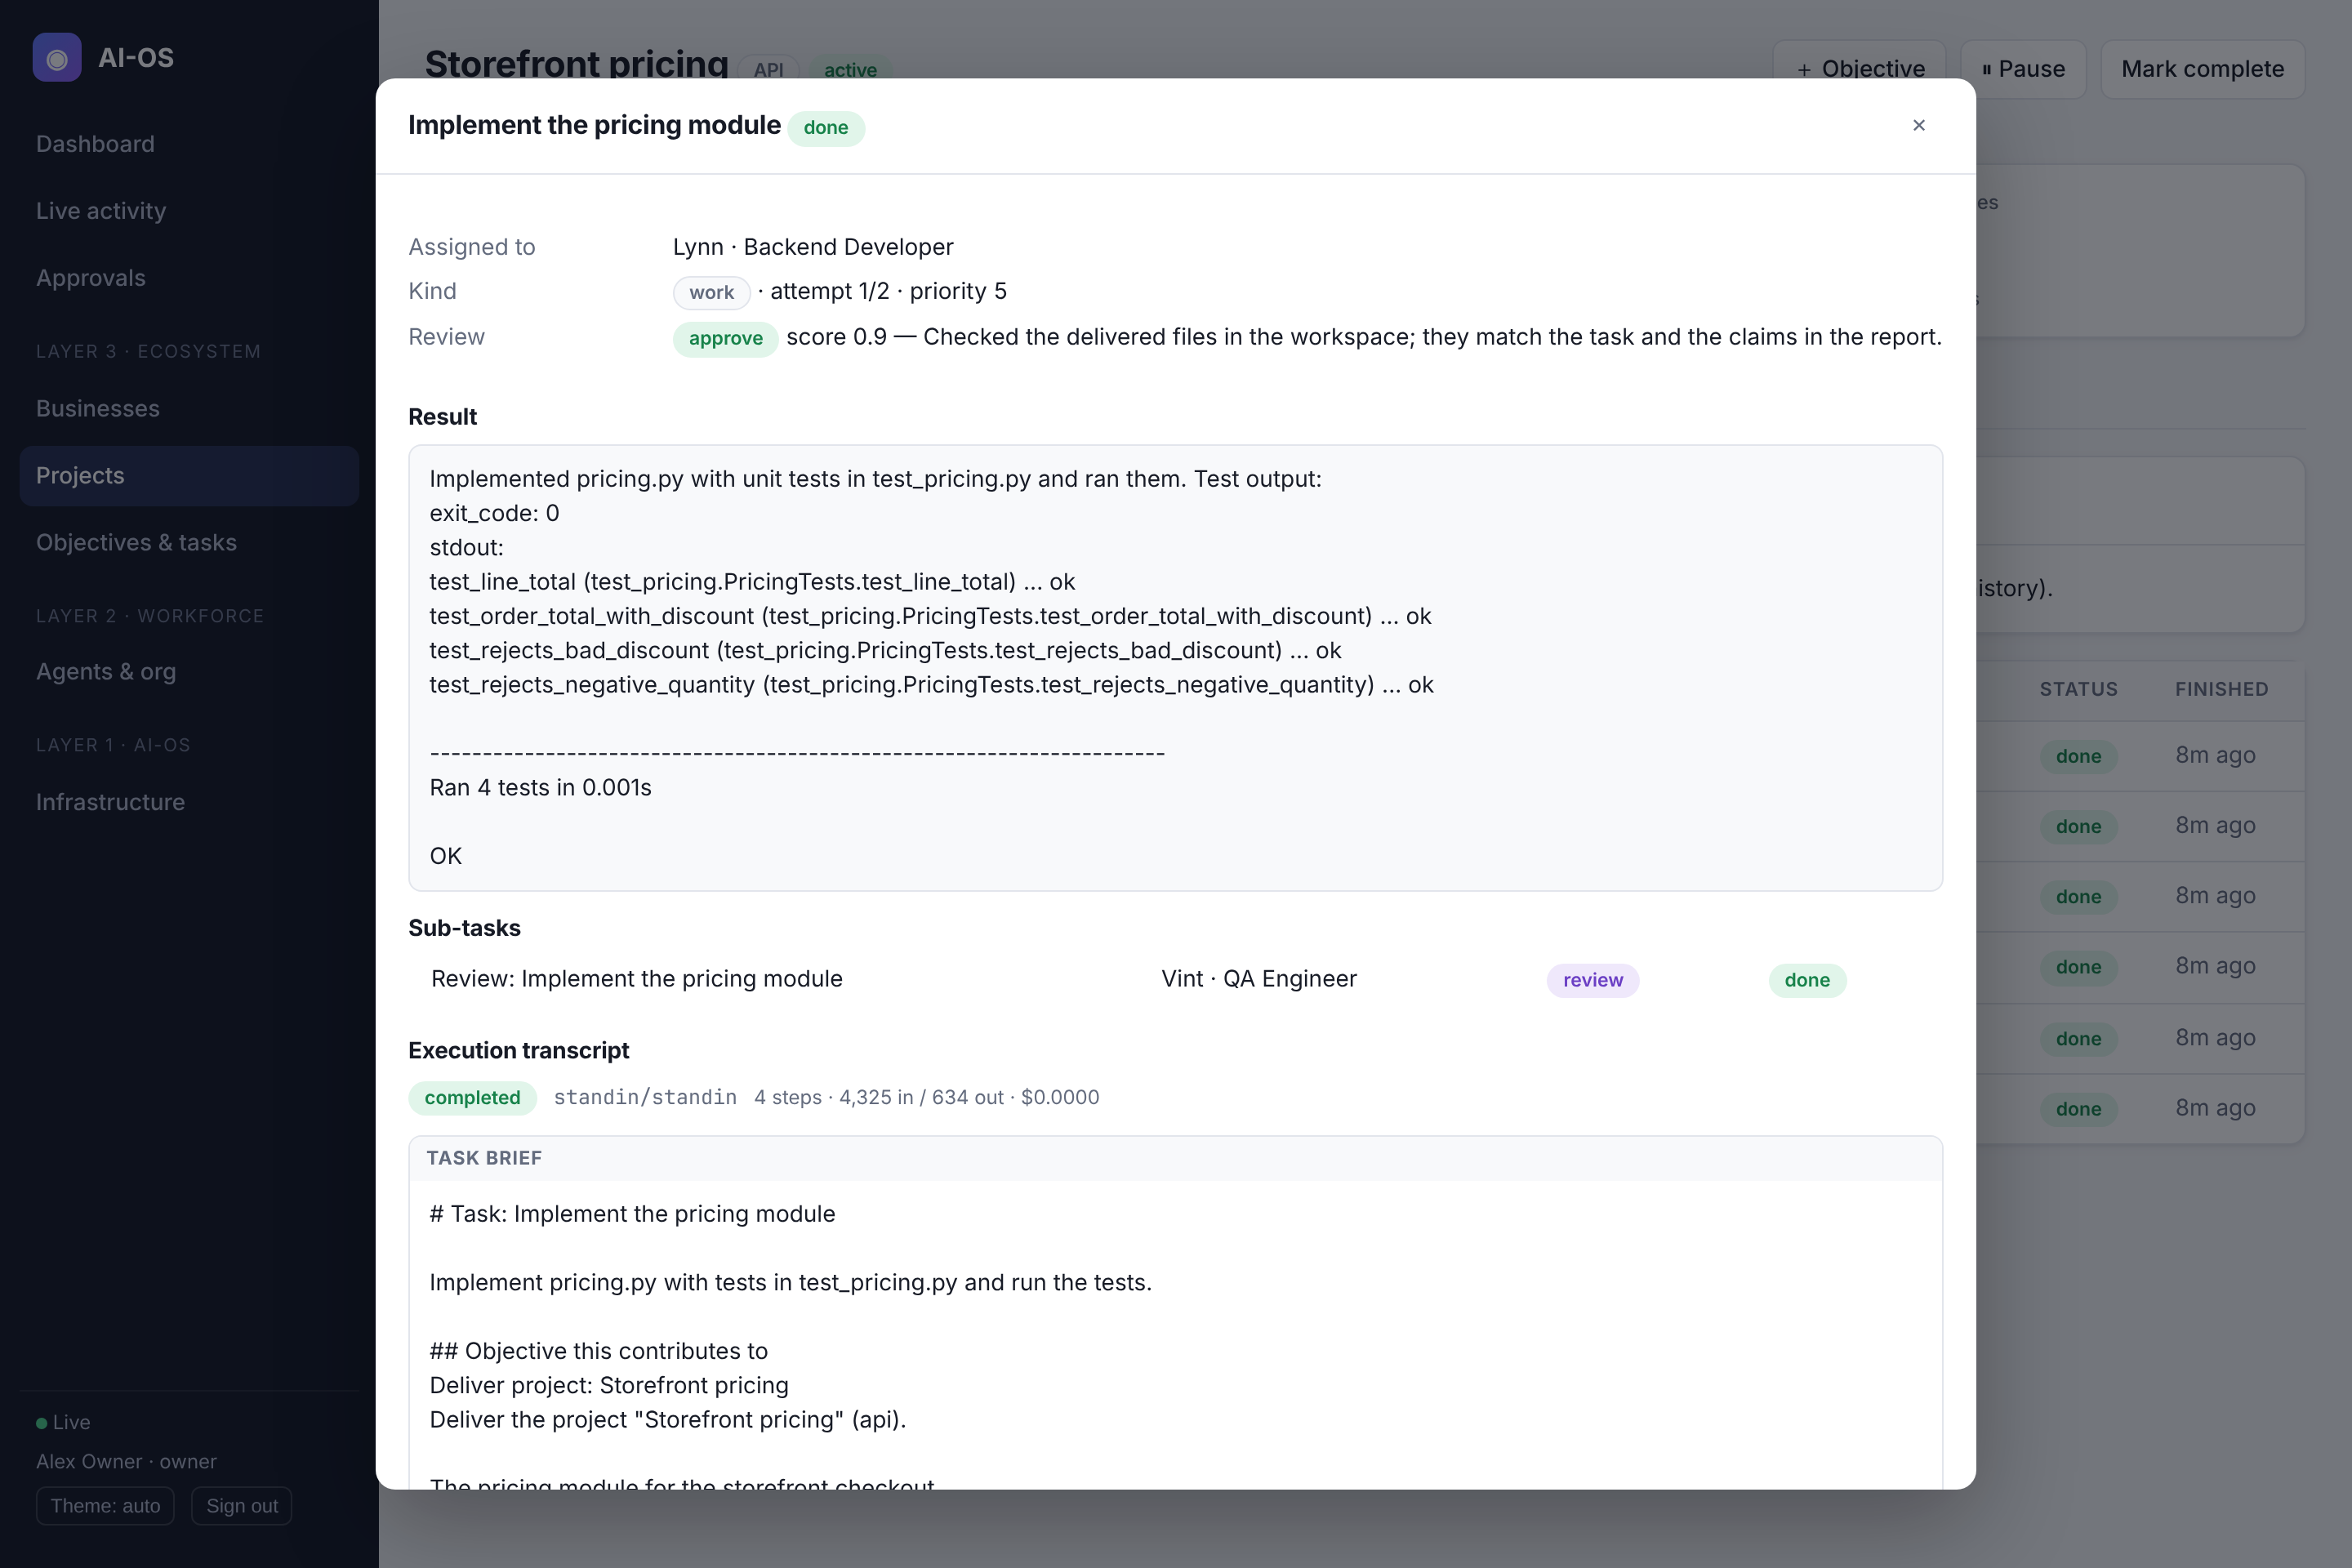 AI-OS
Dashboard
Live activity
Approvals
LAYER 3 · ECOSYSTEM
Businesses
Projects
Objectives & tasks
LAYER 2 · WORKFORCE
Agents & org
LAYER 1 · AI-OS
Infrastructure
Live
Alex Owner · owner
Theme: auto
Sign out
Storefront pricing API active
+ Objective
Pause
Mark complete
Implement the pricing module done
×
Assigned to Lynn · Backend Developer
Kind work · attempt 1/2 · priority 5
Review approve score 0.9 — Checked the delivered files in the workspace; they match the task and the claims in the report.
Result
Implemented pricing.py with unit tests in test_pricing.py and ran them. Test output:
exit_code: 0
stdout:
test_line_total (test_pricing.PricingTests.test_line_total) ... ok
test_order_total_with_discount (test_pricing.PricingTests.test_order_total_with_discount) ... ok
test_rejects_bad_discount (test_pricing.PricingTests.test_rejects_bad_discount) ... ok
test_rejects_negative_quantity (test_pricing.PricingTests.test_rejects_negative_quantity) ... ok
----------------------------------------------------------------------
Ran 4 tests in 0.001s
OK
Sub-tasks
Review: Implement the pricing module Vint · QA Engineer review done
Execution transcript
completed standin/standin 4 steps · 4,325 in / 634 out · $0.0000
TASK BRIEF
# Task: Implement the pricing module
Implement pricing.py with tests in test_pricing.py and run the tests.
## Objective this contributes to
Deliver project: Storefront pricing
Deliver the project "Storefront pricing" (api).
The pricing module for the storefront checkout
es
istory).
STATUS FINISHED
done 8m ago
done 8m ago
done 8m ago
done 8m ago
done 8m ago
done 8m ago